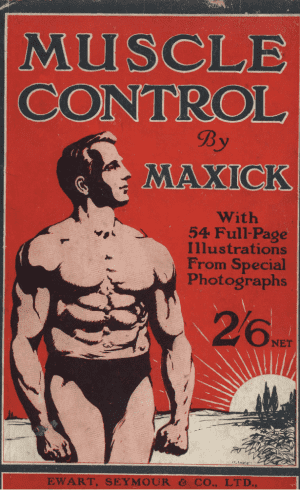 MUSCLE
CONTROL
By
MAXICK
With
54 Full-Page
Illustrations
From Special
Photographs
2/6 NET
EWART, SEYMOUR & CO., LTD.,